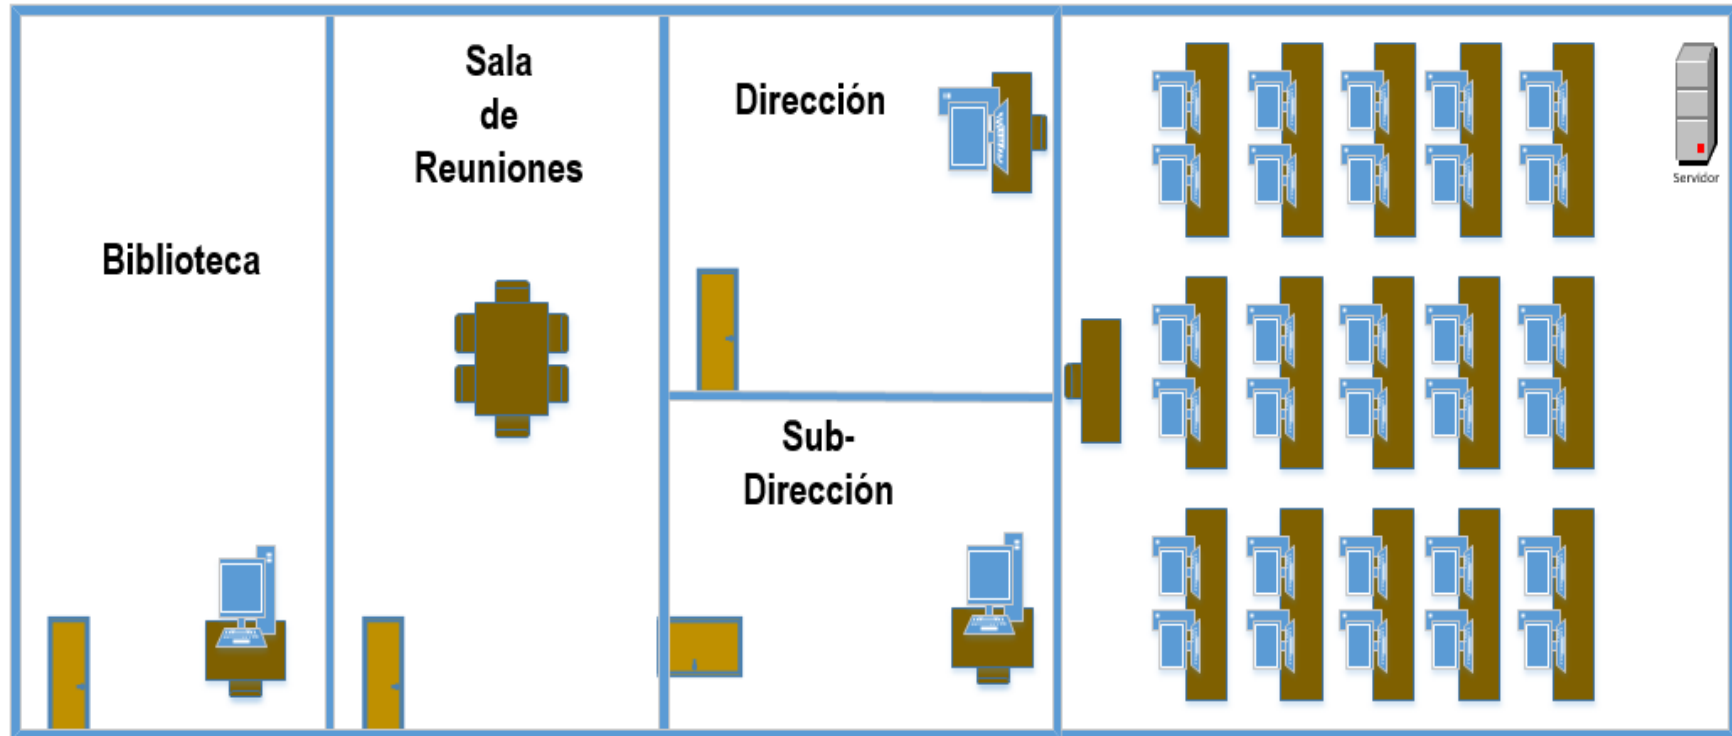 Biblioteca
Sala
de
Reuniones
Dirección
Sub-
Dirección
Servidor